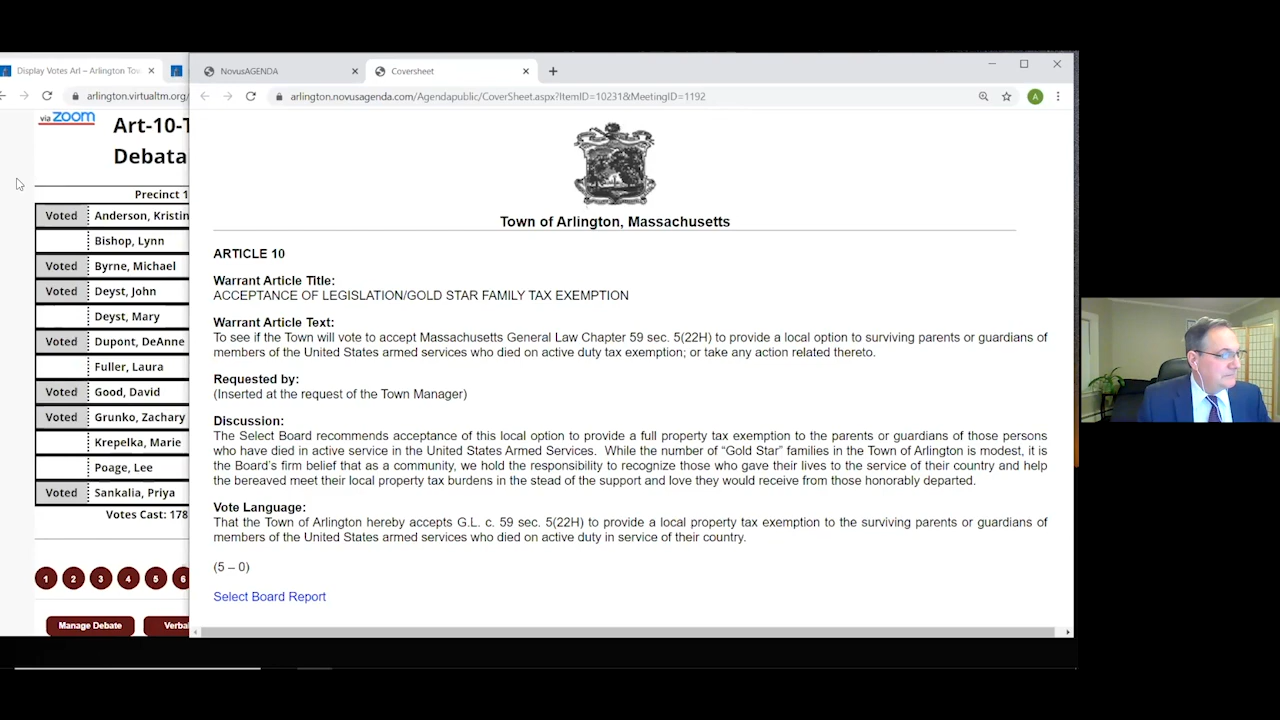 Display Votes Arl – Arlington Tow
NovusAGENDA
Coversheet
arlington.virtualtm.org/
arlington.novusagenda.com/Agendapublic/CoverSheet.aspx?ItemID=10231&MeetingID=1192
A
via zoom
Art-10-T
Debata
Precinct 1
Voted Anderson, Kristin
Bishop, Lynn
Voted Byrne, Michael
Voted Deyst, John
Deyst, Mary
Voted Dupont, DeAnne
Fuller, Laura
Voted Good, David
Voted Grunko, Zachary
Krepelka, Marie
Poage, Lee
Voted Sankalia, Priya
Votes Cast: 178
1 2 3 4 5 6
Manage Debate Verba
Town of Arlington, Massachusetts
ARTICLE 10
Warrant Article Title:
ACCEPTANCE OF LEGISLATION/GOLD STAR FAMILY TAX EXEMPTION
Warrant Article Text:
To see if the Town will vote to accept Massachusetts General Law Chapter 59 sec. 5(22H) to provide a local option to surviving parents or guardians of
members of the United States armed services who died on active duty tax exemption; or take any action related thereto.
Requested by:
(Inserted at the request of the Town Manager)
Discussion:
The Select Board recommends acceptance of this local option to provide a full property tax exemption to the parents or guardians of those persons
who have died in active service in the United States Armed Services. While the number of “Gold Star” families in the Town of Arlington is modest, it is
the Board’s firm belief that as a community, we hold the responsibility to recognize those who gave their lives to the service of their country and help
the bereaved meet their local property tax burdens in the stead of the support and love they would receive from those honorably departed.
Vote Language:
That the Town of Arlington hereby accepts G.L. c. 59 sec. 5(22H) to provide a local property tax exemption to the surviving parents or guardians of
members of the United States armed services who died on active duty in service of their country.
(5 – 0)
Select Board Report